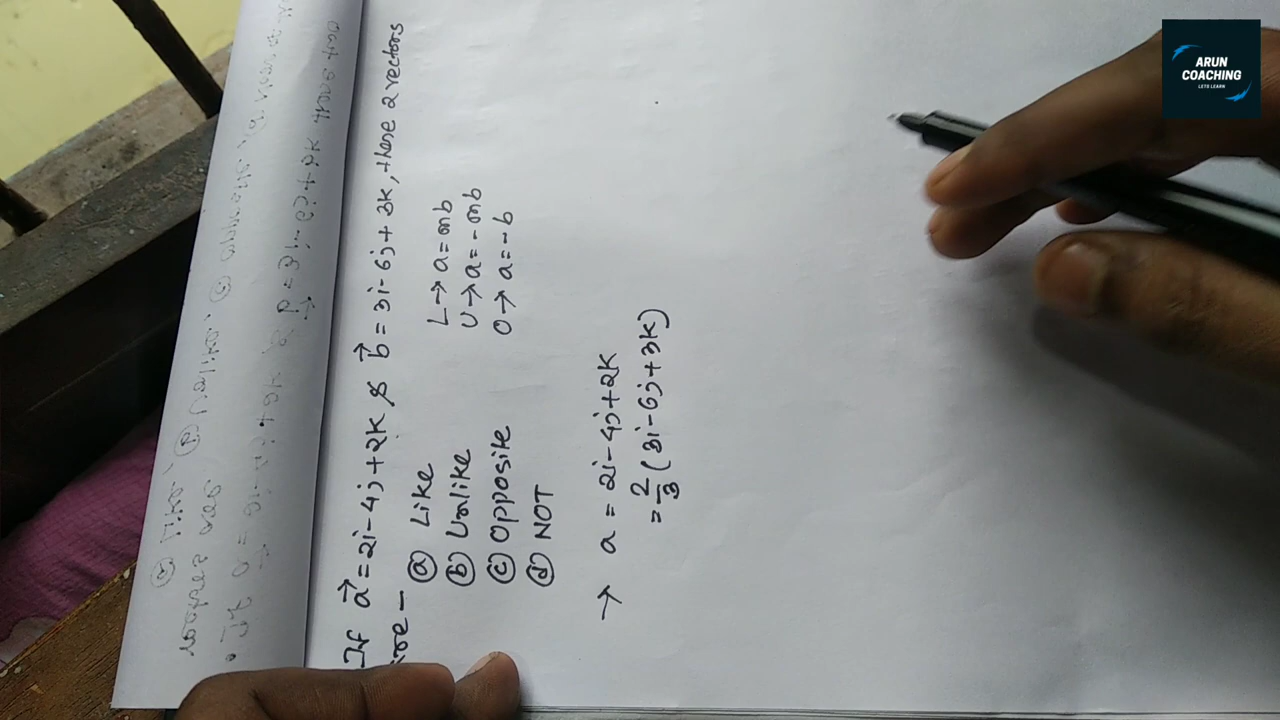 If a⃗ = 2i - 4j + 2k & b⃗ = 3i - 6j + 3k, these 2 vectors
are -
ⓐ Like
ⓑ Unlike
ⓒ Opposite
ⓓ NOT
L → a = mb
U → a = -mb
O → a = -b
→ a = 2i - 4j + 2k
= 2/3 (3i - 6j + 3k)
ARUN
COACHING
LETS LEARN